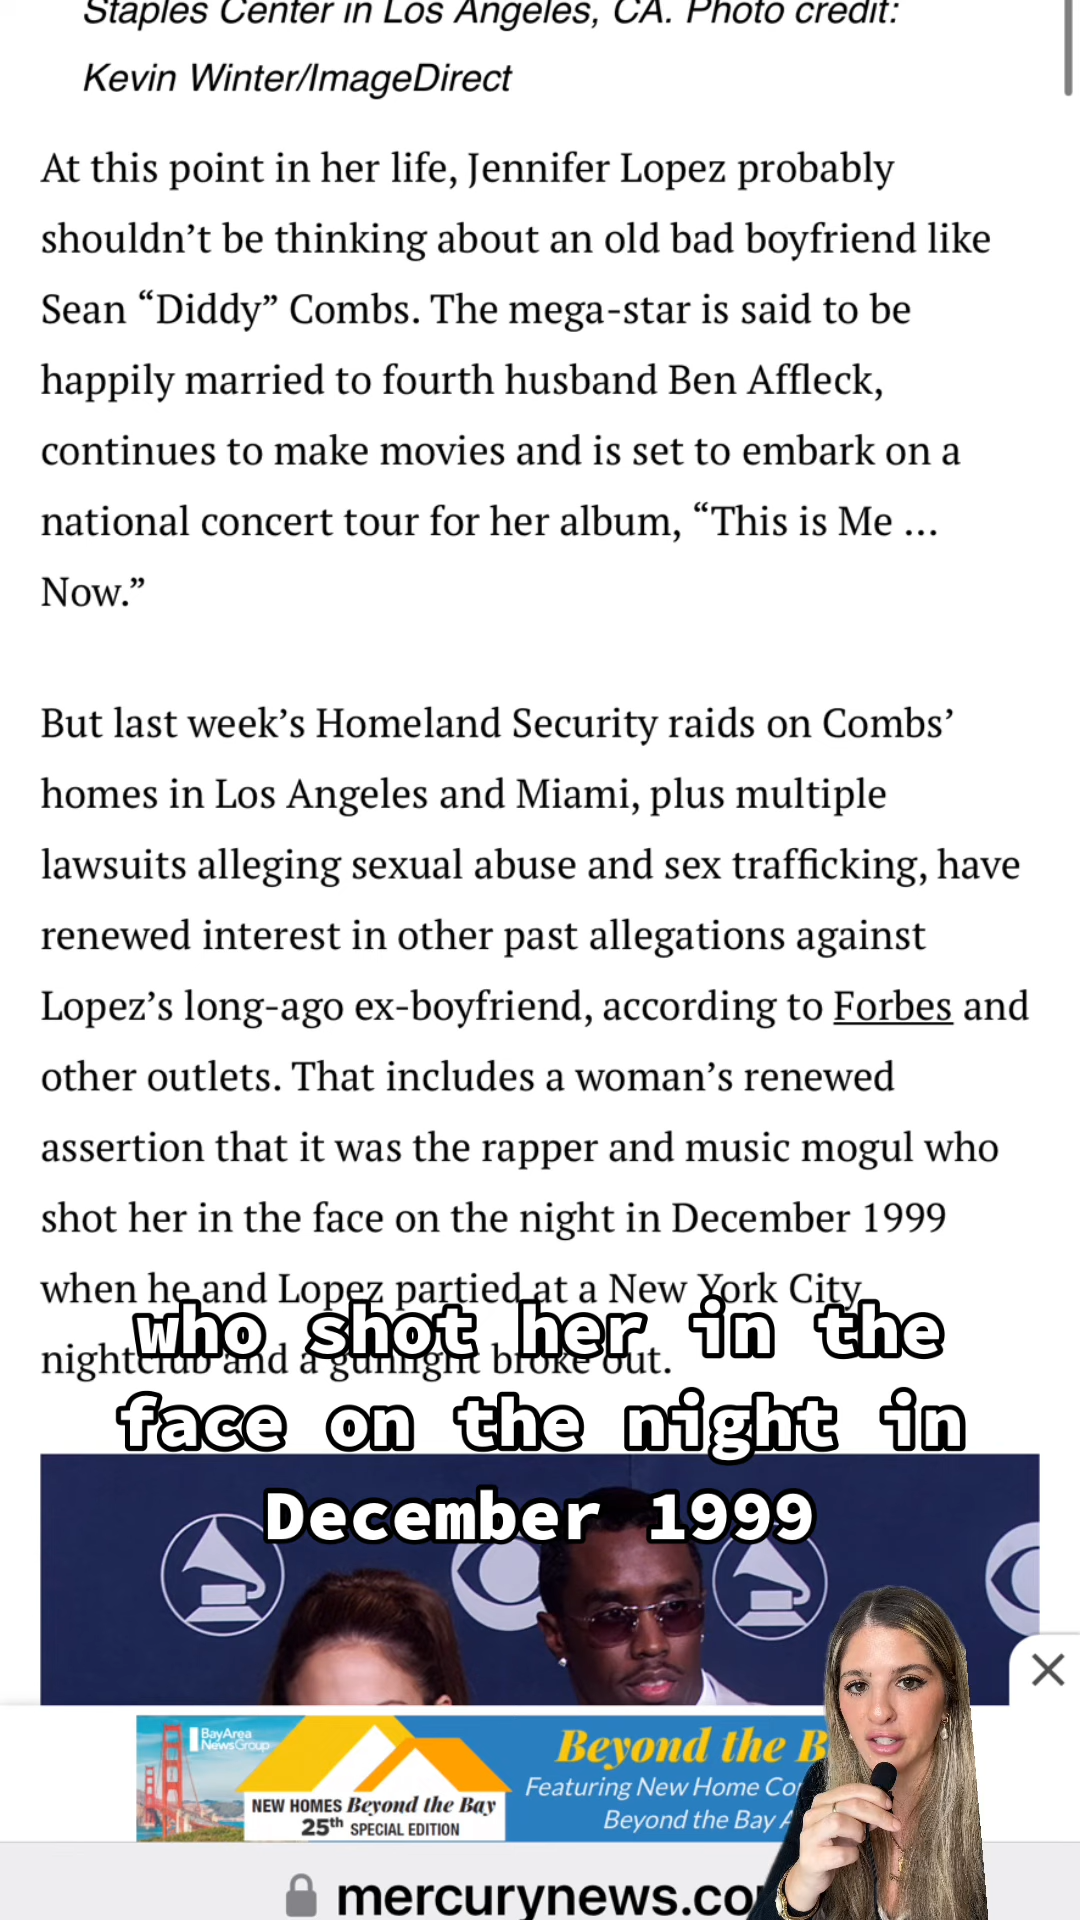 Staples Center in Los Angeles, CA. Photo credit:
Kevin Winter/ImageDirect
At this point in her life, Jennifer Lopez probably
shouldn’t be thinking about an old bad boyfriend like
Sean “Diddy” Combs. The mega-star is said to be
happily married to fourth husband Ben Affleck,
continues to make movies and is set to embark on a
national concert tour for her album, “This is Me ...
Now.”
But last week’s Homeland Security raids on Combs’
homes in Los Angeles and Miami, plus multiple
lawsuits alleging sexual abuse and sex trafficking, have
renewed interest in other past allegations against
Lopez’s long-ago ex-boyfriend, according to Forbes and
other outlets. That includes a woman’s renewed
assertion that it was the rapper and music mogul who
shot her in the face on the night in December 1999
when he and Lopez partied at a New York City
nightclub and a gunfight broke out.
who shot her in the
face on the night in
December 1999
BayArea
NewsGroup
NEW HOMES Beyond the Bay
25th SPECIAL EDITION
Beyond the B
Featuring New Home Co
Beyond the Bay A
mercurynews.co